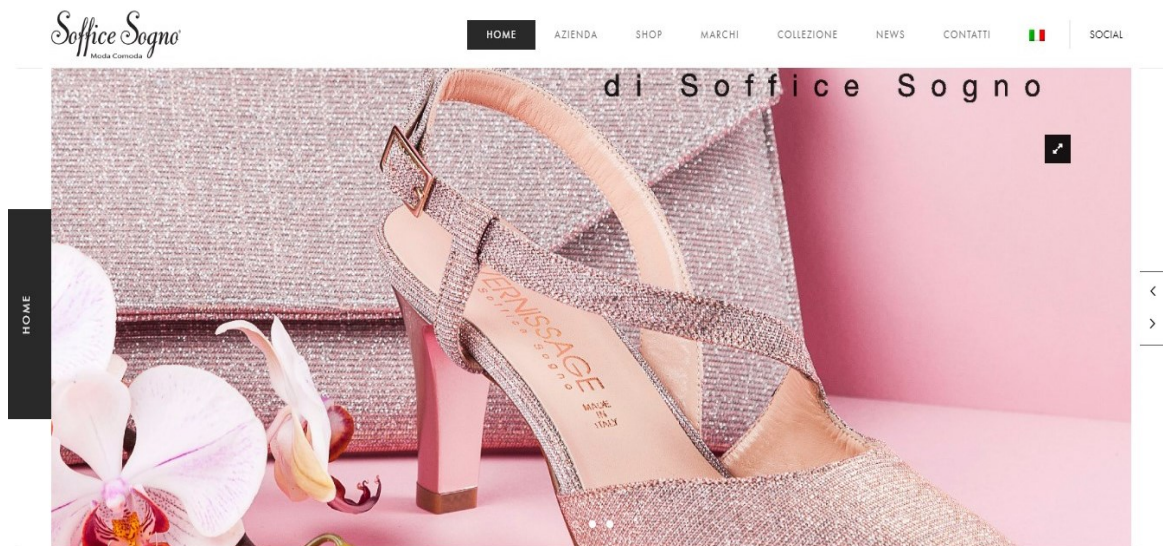 Soffice Sogno®
Moda Comoda
HOME
AZIENDA
SHOP
MARCHI
COLLEZIONE
NEWS
CONTATTI
SOCIAL
di Soffice Sogno
HOME
VERNISSAGE
Soffice Sogno
MADE
IN
ITALY